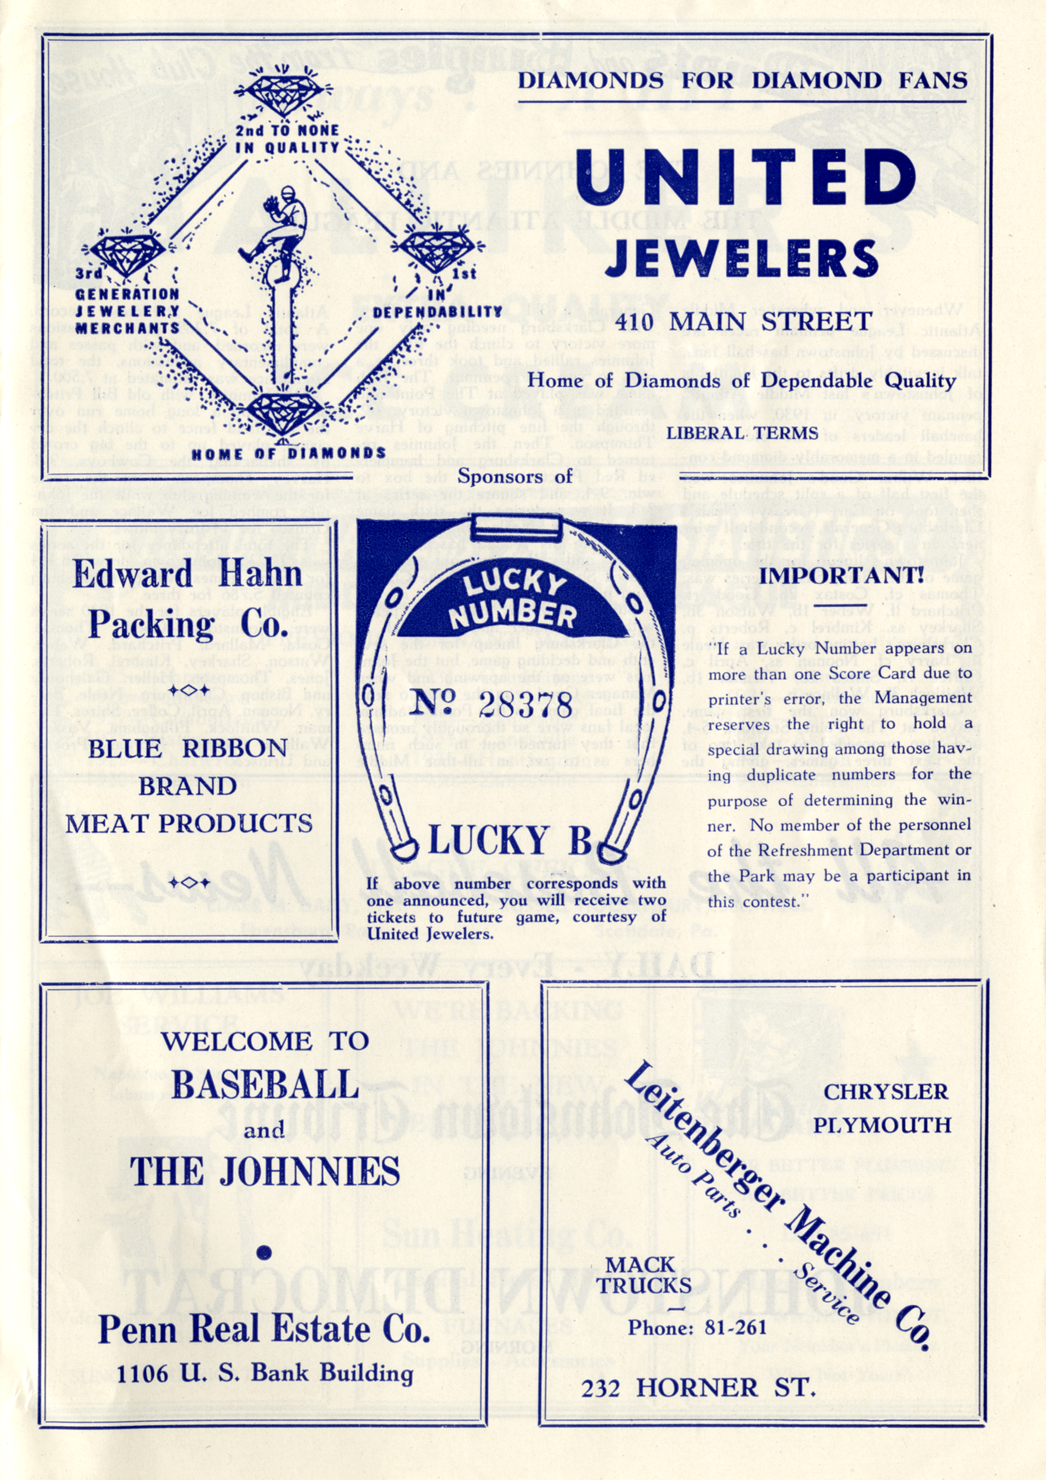 2nd TO NONE
IN QUALITY
3rd
GENERATION
JEWELERY
MERCHANTS
1st
IN
DEPENDABILITY
HOME OF DIAMONDS
DIAMONDS FOR DIAMOND FANS
UNITED
JEWELERS
410 MAIN STREET
Home of Diamonds of Dependable Quality
LIBERAL TERMS
Sponsors of
Edward Hahn
Packing Co.
BLUE RIBBON
BRAND
MEAT PRODUCTS
LUCKY
NUMBER
No 28378
LUCKY B
If above number corresponds with
one announced, you will receive two
tickets to future game, courtesy of
United Jewelers.
IMPORTANT!
"If a Lucky Number appears on
more than one Score Card due to
printer's error, the Management
reserves the right to hold a
special drawing among those hav-
ing duplicate numbers for the
purpose of determining the win-
ner. No member of the personnel
of the Refreshment Department or
the Park may be a participant in
this contest."
WELCOME TO
BASEBALL
and
THE JOHNNIES
Penn Real Estate Co.
1106 U. S. Bank Building
CHRYSLER
PLYMOUTH
Leitenberger Machine Co.
Auto Parts . . . Service
MACK
TRUCKS
Phone: 81-261
232 HORNER ST.